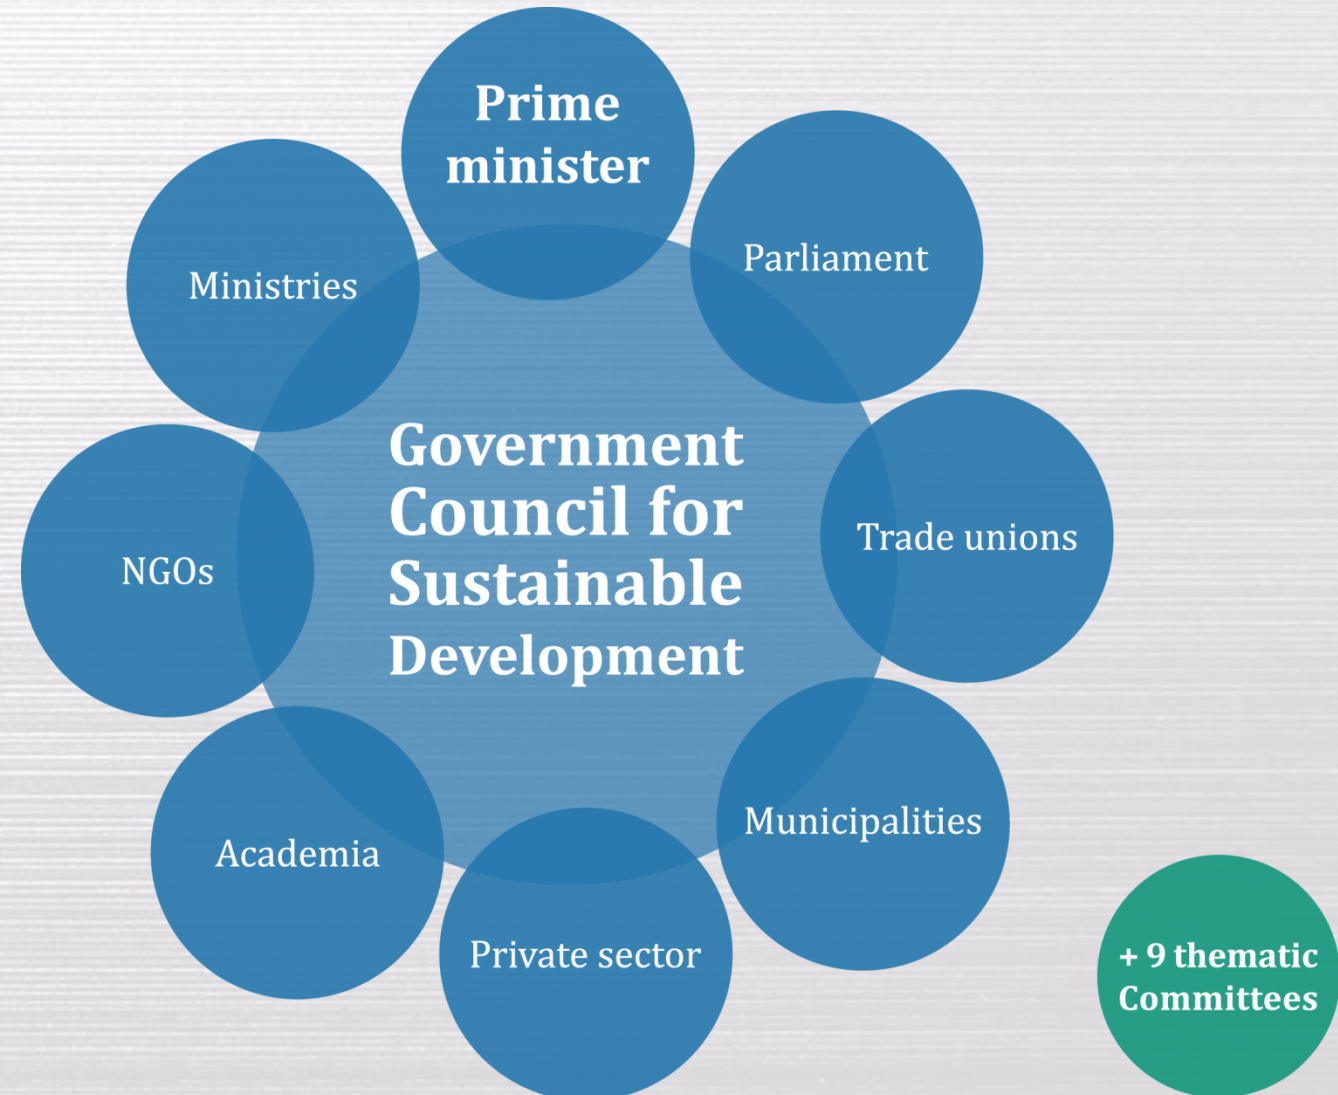 Prime
minister
Parliament
Ministries
Government
Council for
Sustainable
Development
Trade unions
NGOs
Municipalities
Academia
Private sector
+ 9 thematic
Committees